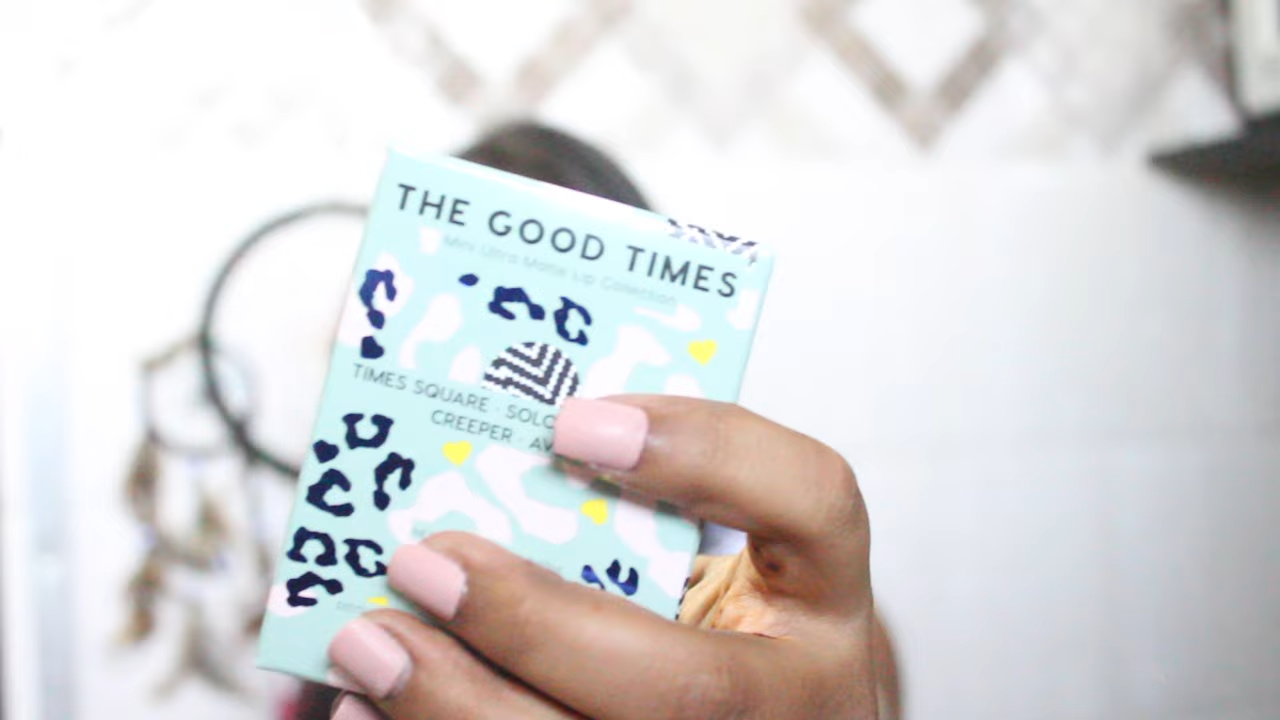 THE GOOD TIMES
Mini Ultra Matte Lip Collection
TIMES SQUARE · SOLO
CREEPER · AV